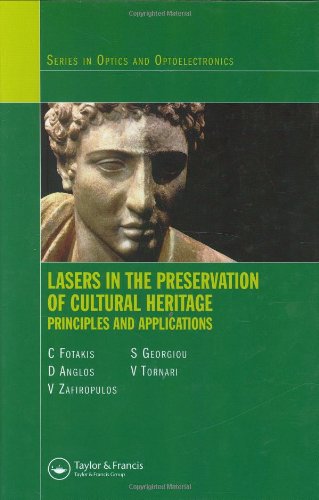 SERIES IN OPTICS AND OPTOELECTRONICS
LASERS IN THE PRESERVATION
OF CULTURAL HERITAGE
PRINCIPLES AND APPLICATIONS
C FOTAKIS S GEORGIOU
D ANGLOS V TORNARI
V ZAFIROPULOS
Taylor & Francis
Taylor & Francis Group